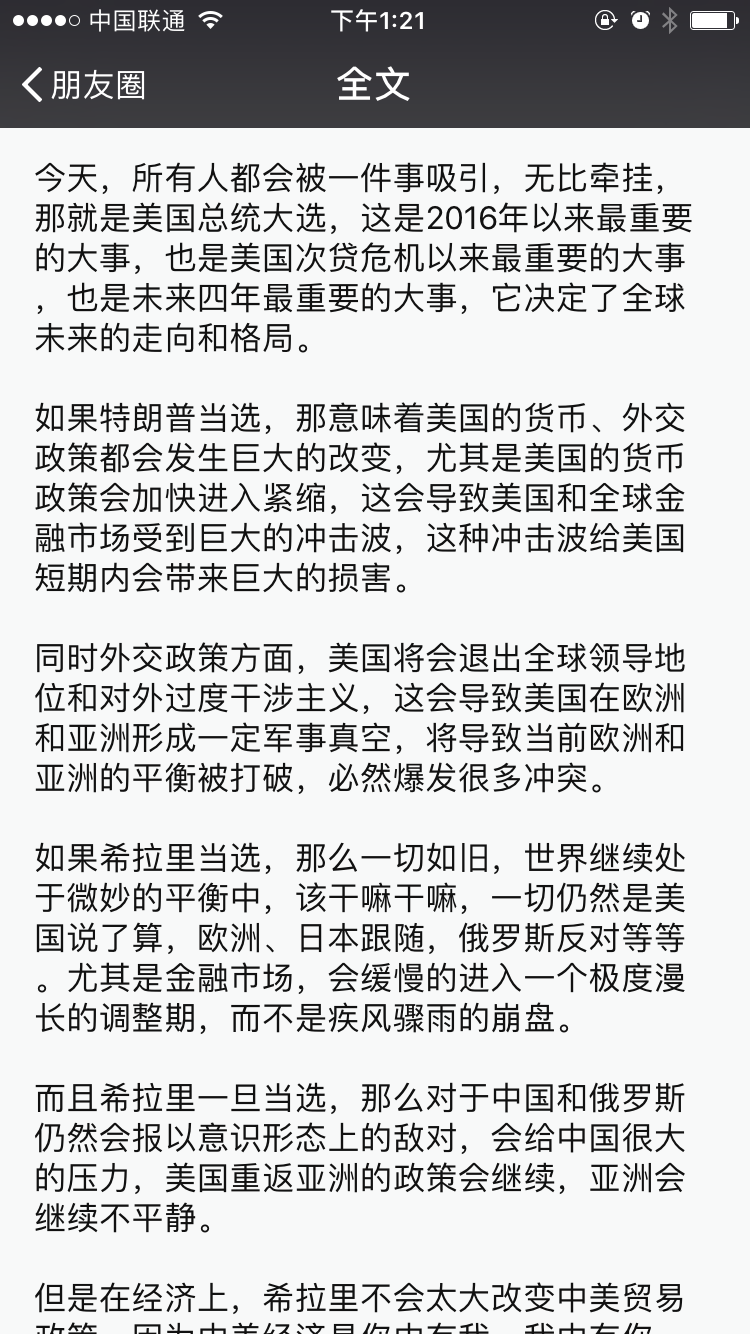 中国联通
下午1:21
朋友圈
全文
今天，所有人都会被一件事吸引，无比牵挂，
那就是美国总统大选，这是2016年以来最重要
的大事，也是美国次贷危机以来最重要的大事
，也是未来四年最重要的大事，它决定了全球
未来的走向和格局。
如果特朗普当选，那意味着美国的货币、外交
政策都会发生巨大的改变，尤其是美国的货币
政策会加快进入紧缩，这会导致美国和全球金
融市场受到巨大的冲击波，这种冲击波给美国
短期内会带来巨大的损害。
同时外交政策方面，美国将会退出全球领导地
位和对外过度干涉主义，这会导致美国在欧洲
和亚洲形成一定军事真空，将导致当前欧洲和
亚洲的平衡被打破，必然爆发很多冲突。
如果希拉里当选，那么一切如旧，世界继续处
于微妙的平衡中，该干嘛干嘛，一切仍然是美
国说了算，欧洲、日本跟随，俄罗斯反对等等
。尤其是金融市场，会缓慢的进入一个极度漫
长的调整期，而不是疾风骤雨的崩盘。
而且希拉里一旦当选，那么对于中国和俄罗斯
仍然会报以意识形态上的敌对，会给中国很大
的压力，美国重返亚洲的政策会继续，亚洲会
继续不平静。
但是在经济上，希拉里不会太大改变中美贸易
政策，因为中美经济是你中有我，我中有你，